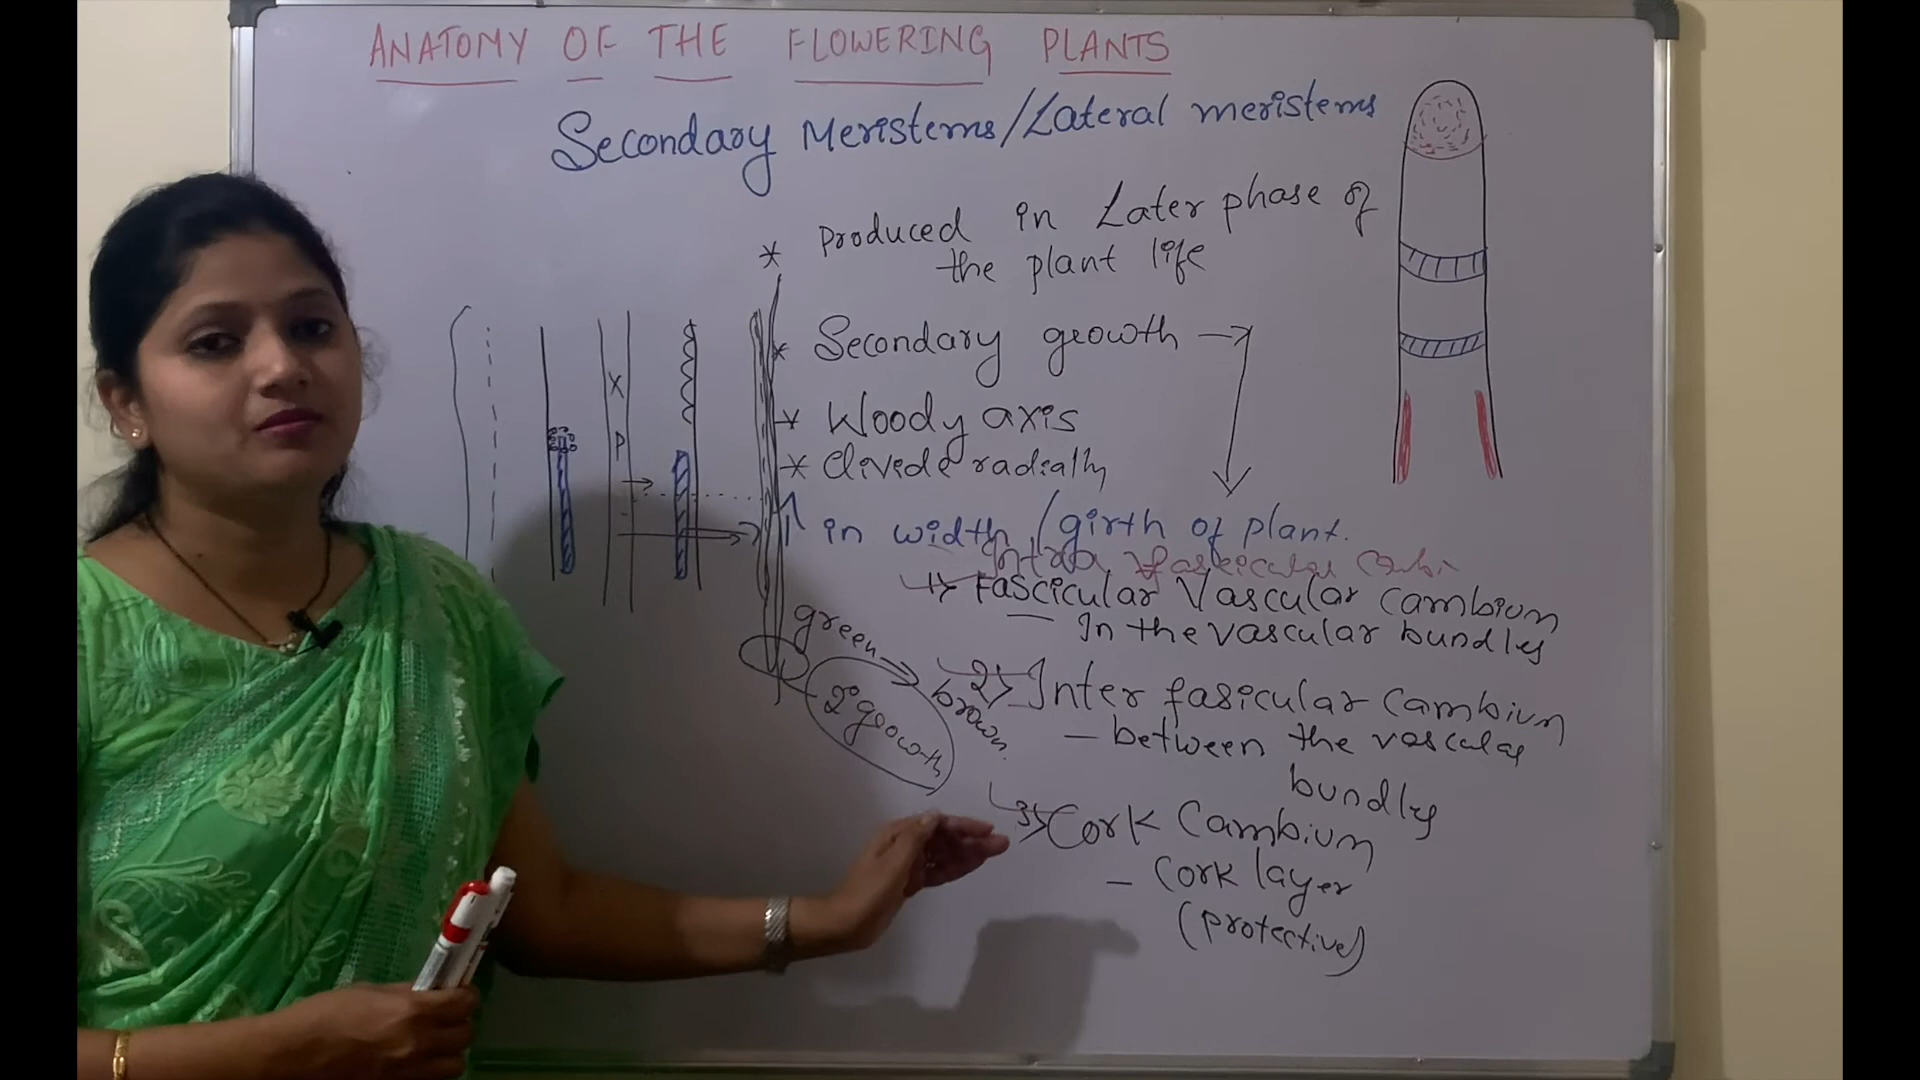 ANATOMY OF THE FLOWERING PLANTS
Secondary Meristems/Lateral meristems
* Produced in Later phase of
the plant life
* Secondary growth →
* Woody axis
* divide radially
↑ in width/girth of plant.
Intra fascicular
1> Fascicular Vascular cambium
– In the vascular bundles
2> Inter fasicular cambium
– between the vascular
bundles
3> Cork Cambium
– Cork layer
(protective)
X
P
green → brown
2° growth